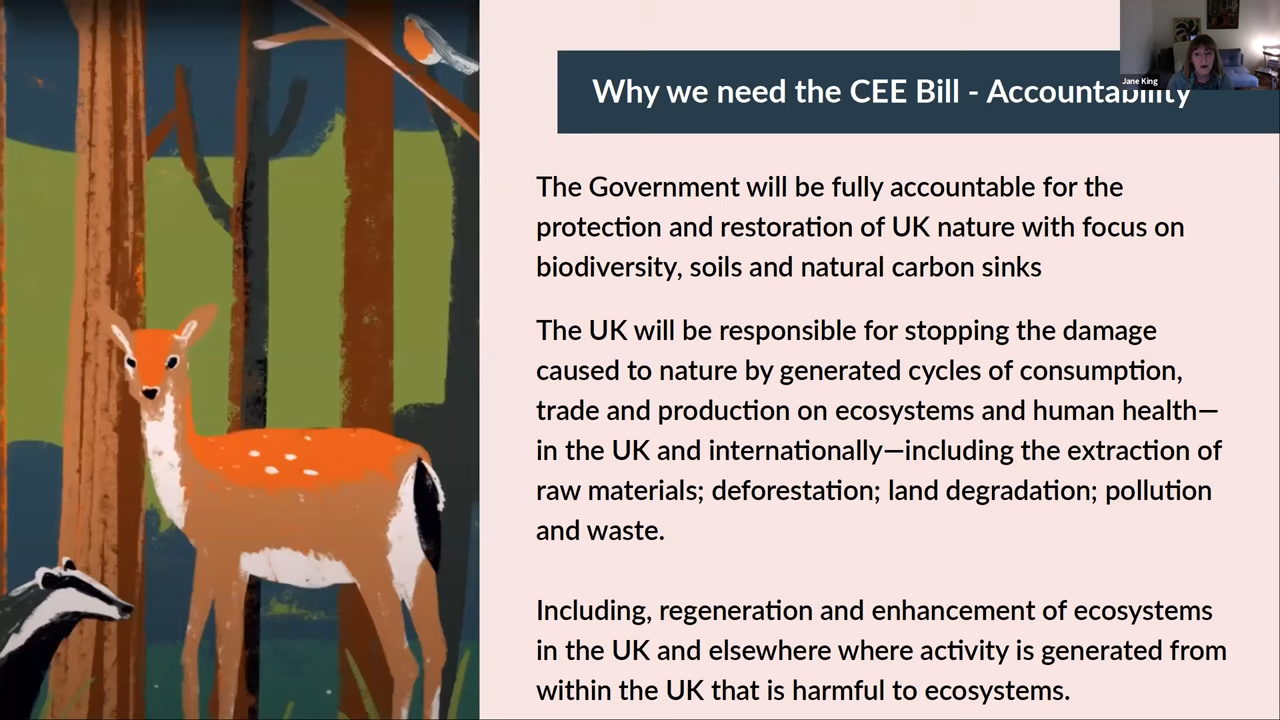 Why we need the CEE Bill - Accountability
Jane King
The Government will be fully accountable for the
protection and restoration of UK nature with focus on
biodiversity, soils and natural carbon sinks
The UK will be responsible for stopping the damage
caused to nature by generated cycles of consumption,
trade and production on ecosystems and human health—
in the UK and internationally—including the extraction of
raw materials; deforestation; land degradation; pollution
and waste.
Including, regeneration and enhancement of ecosystems
in the UK and elsewhere where activity is generated from
within the UK that is harmful to ecosystems.